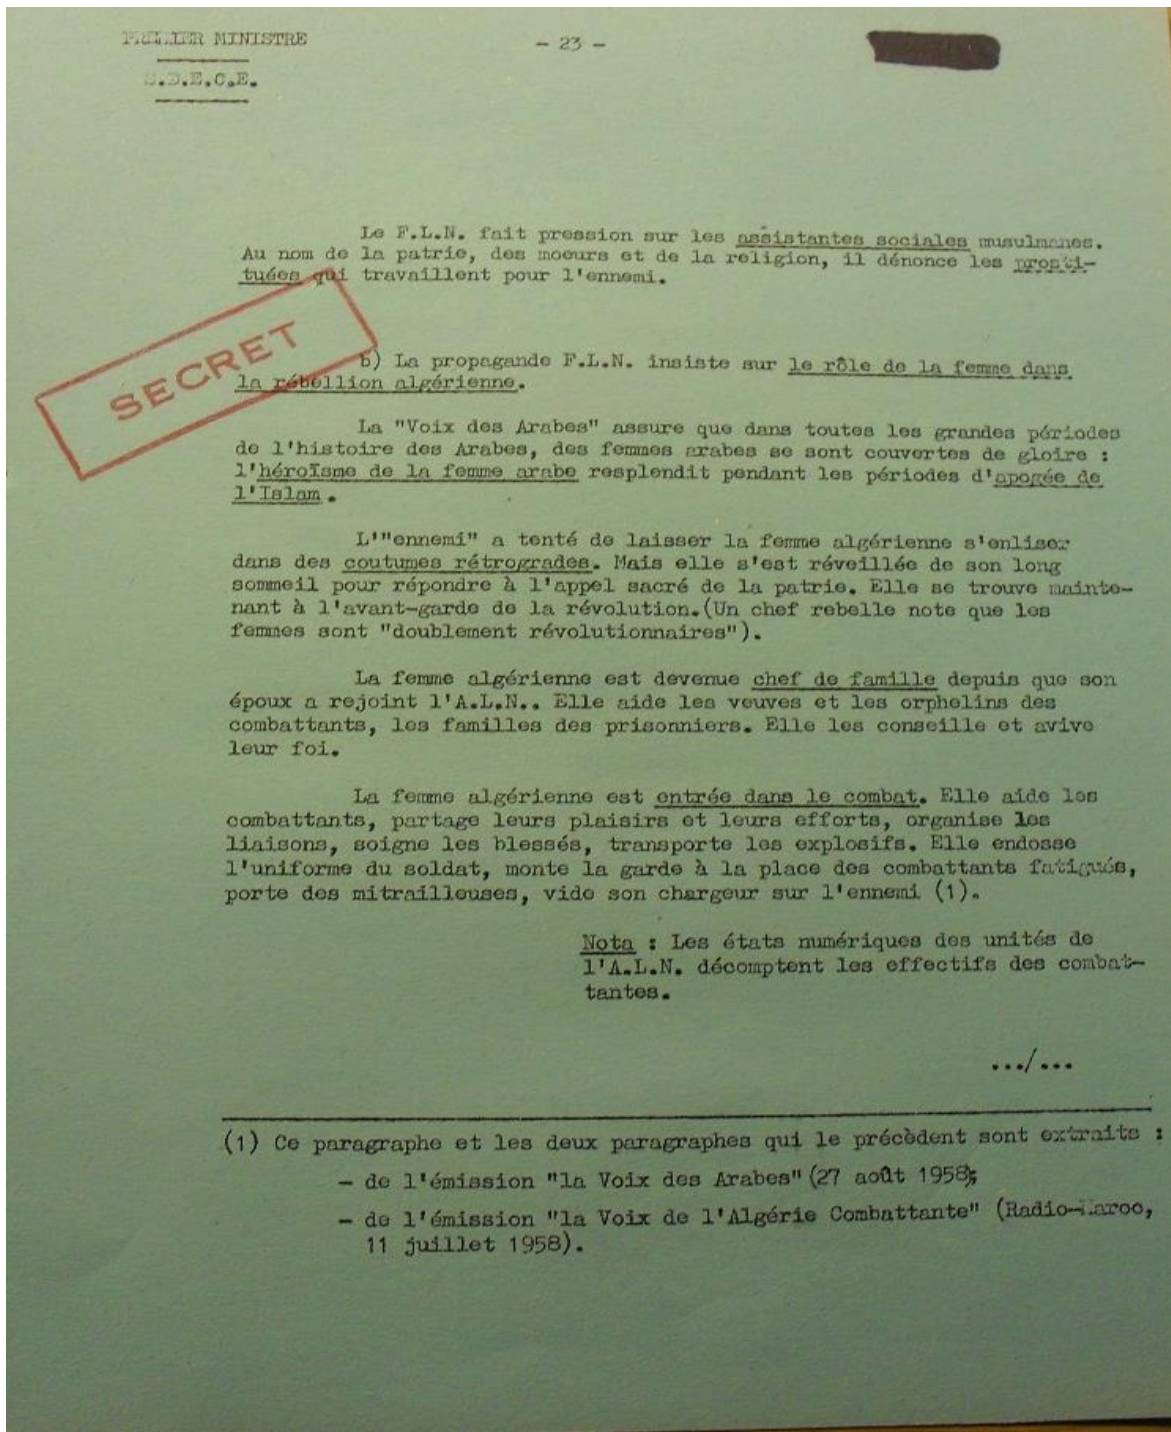 PREMIER MINISTRE
- 23 -
S.D.E.C.E.
Le F.L.N. fait pression sur les assistantes sociales musulmanes.
Au nom de la patrie, des moeurs et de la religion, il dénonce les prosti-
tuées qui travaillent pour l'ennemi.
SECRET
b) La propagande F.L.N. insiste sur le rôle de la femme dans
la rébellion algérienne.
La "Voix des Arabes" assure que dans toutes les grandes périodes
de l'histoire des Arabes, des femmes arabes se sont couvertes de gloire :
l'héroïsme de la femme arabe resplendit pendant les périodes d'apogée de
l'Islam.
L'"ennemi" a tenté de laisser la femme algérienne s'enliser
dans des coutumes rétrogrades. Mais elle s'est réveillée de son long
sommeil pour répondre à l'appel sacré de la patrie. Elle se trouve mainte-
nant à l'avant-garde de la révolution.(Un chef rebelle note que les
femmes sont "doublement révolutionnaires").
La femme algérienne est devenue chef de famille depuis que son
époux a rejoint l'A.L.N.. Elle aide les veuves et les orphelins des
combattants, les familles des prisonniers. Elle les conseille et avive
leur foi.
La femme algérienne est entrée dans le combat. Elle aide les
combattants, partage leurs plaisirs et leurs efforts, organise les
liaisons, soigne les blessés, transporte les explosifs. Elle endosse
l'uniforme du soldat, monte la garde à la place des combattants fatigués,
porte des mitrailleuses, vide son chargeur sur l'ennemi (1).
Nota : Les états numériques des unités de
l'A.L.N. décomptent les effectifs des combat-
tantes.
.../...
(1) Ce paragraphe et les deux paragraphes qui le précèdent sont extraits :
- de l'émission "la Voix des Arabes" (27 août 1958);
- de l'émission "la Voix de l'Algérie Combattante" (Radio-Maroc,
11 juillet 1958).